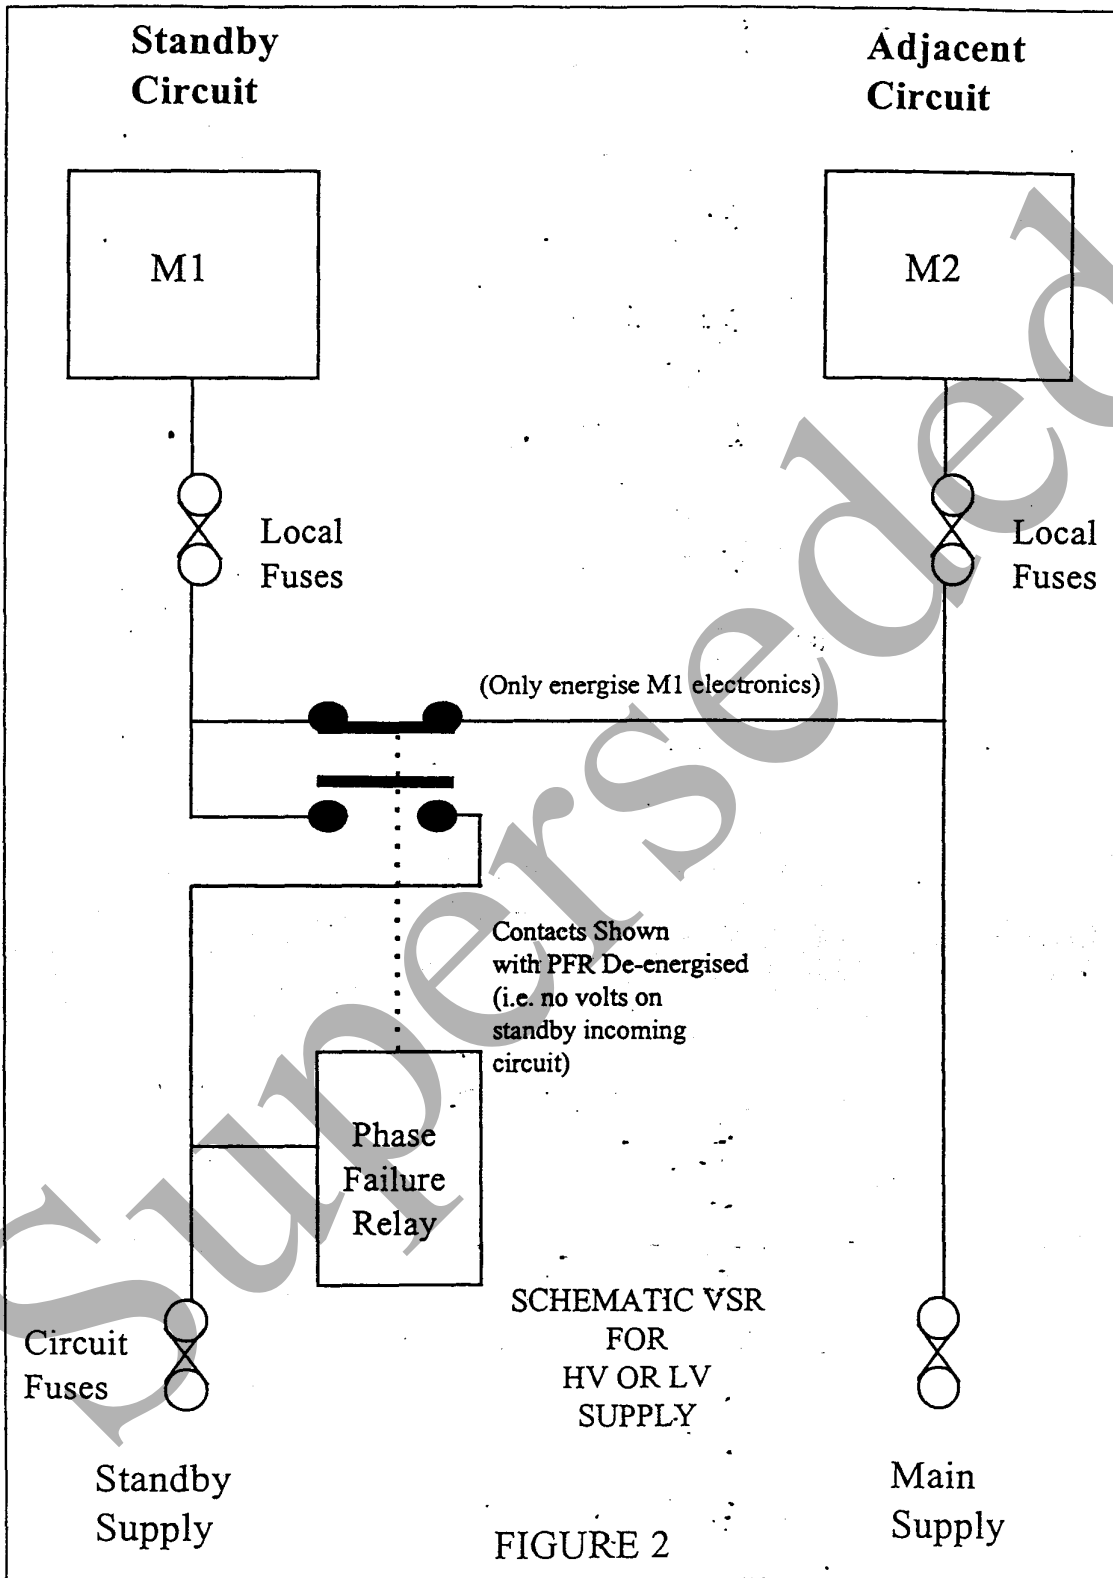 Standby
Circuit
Adjacent
Circuit
M1
M2
Local
Fuses
Local
Fuses
(Only energise M1 electronics)
Contacts Shown
with PFR De-energised
(i.e. no volts on
standby incoming
circuit)
Phase
Failure
Relay
SCHEMATIC VSR
FOR
HV OR LV
SUPPLY
Circuit
Fuses
Standby
Supply
Main
Supply
FIGURE 2
Superseded